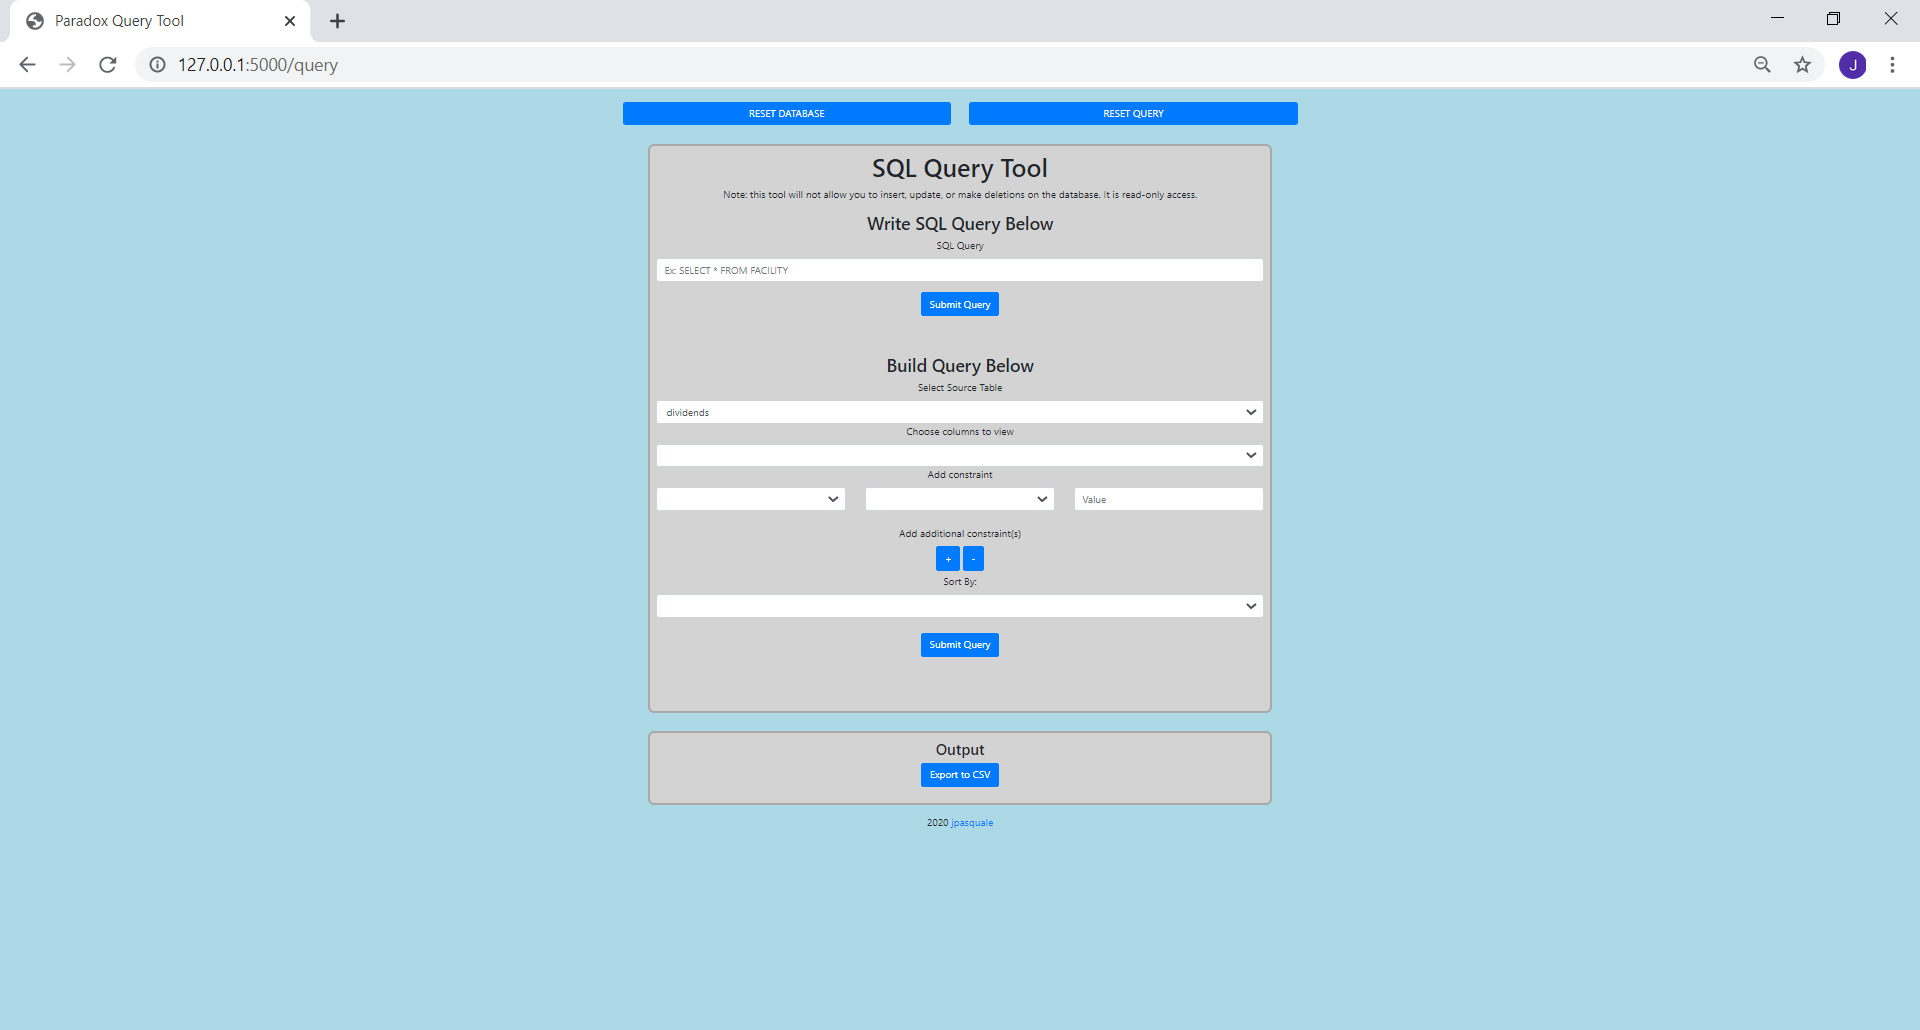 Paradox Query Tool
127.0.0.1:5000/query
J
RESET DATABASE
RESET QUERY
SQL Query Tool
Note: this tool will not allow you to insert, update, or make deletions on the database. It is read-only access.
Write SQL Query Below
SQL Query
Ex: SELECT * FROM FACILITY
Submit Query
Build Query Below
Select Source Table
dividends
Choose columns to view
Add constraint
Value
Add additional constraint(s)
+ -
Sort By:
Submit Query
Output
Export to CSV
2020 jpasquale